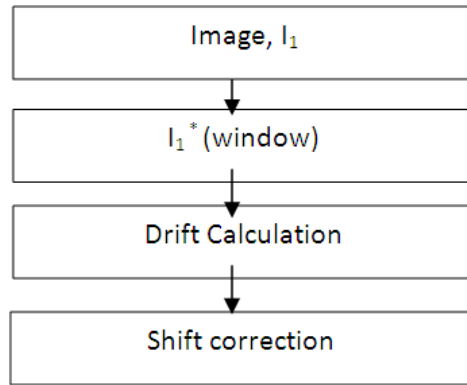 Image, I₁
I₁* (window)
Drift Calculation
Shift correction